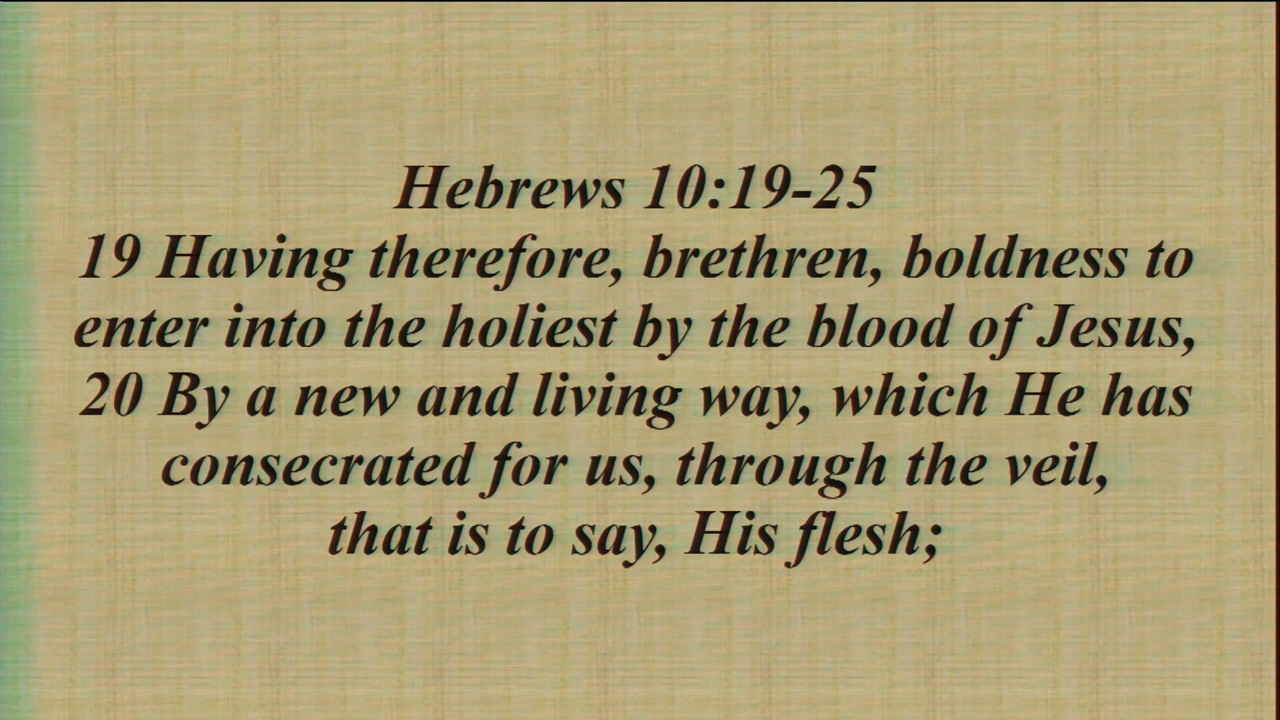 Hebrews 10:19-25
19 Having therefore, brethren, boldness to
enter into the holiest by the blood of Jesus,
20 By a new and living way, which He has
consecrated for us, through the veil,
that is to say, His flesh;